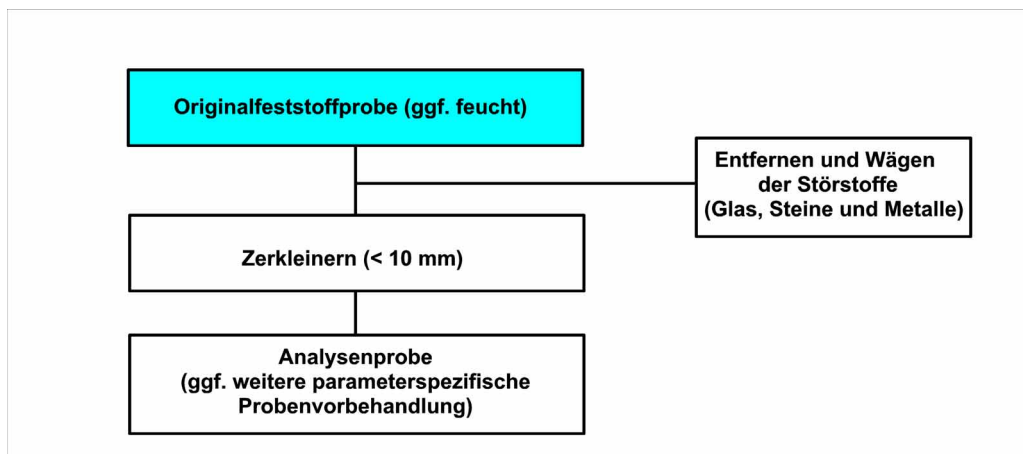 Originalfeststoffprobe (ggf. feucht)
Entfernen und Wägen
der Störstoffe
(Glas, Steine und Metalle)
Zerkleinern (< 10 mm)
Analysenprobe
(ggf. weitere parameterspezifische
Probenvorbehandlung)